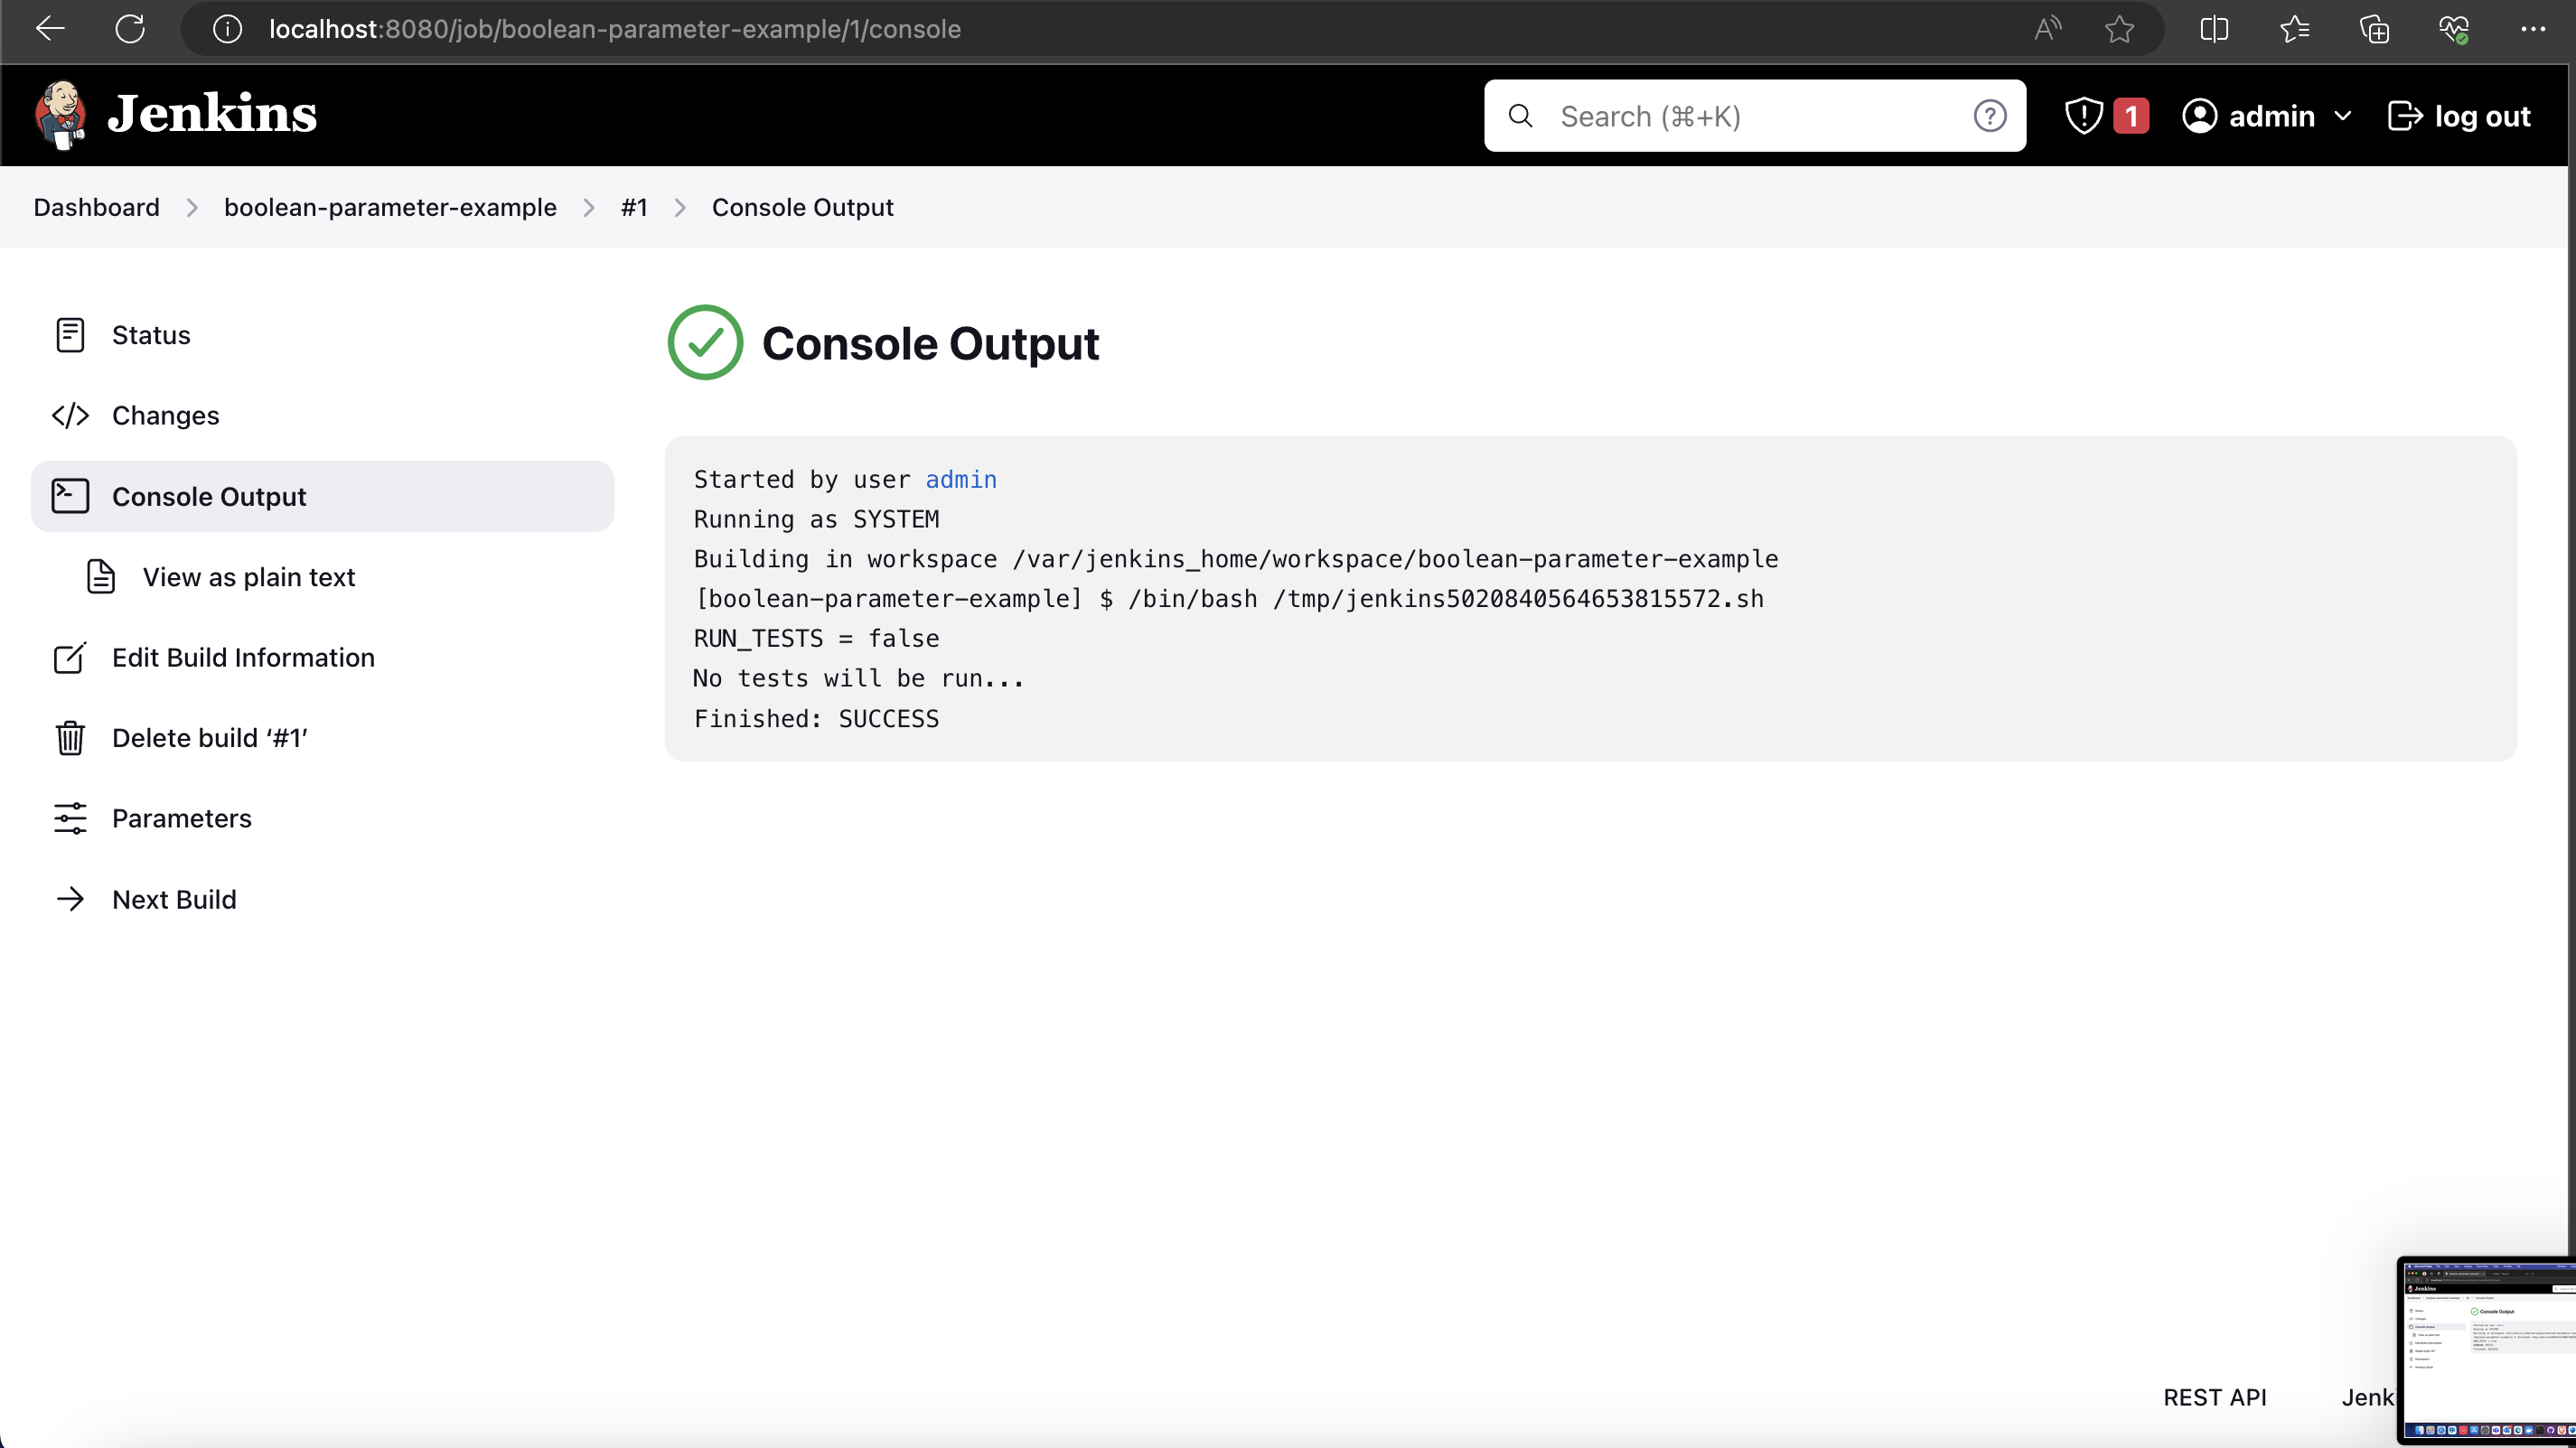 localhost:8080/job/boolean-parameter-example/1/console
Jenkins
Search (⌘+K)
1
admin
log out
Dashboard
boolean-parameter-example
#1
Console Output
Status
Changes
Console Output
View as plain text
Edit Build Information
Delete build ‘#1’
Parameters
Next Build
Console Output
Started by user admin
Running as SYSTEM
Building in workspace /var/jenkins_home/workspace/boolean-parameter-example
[boolean-parameter-example] $ /bin/bash /tmp/jenkins5020840564653815572.sh
RUN_TESTS = false
No tests will be run...
Finished: SUCCESS
REST API
Jenk
Jenkins
Console Output